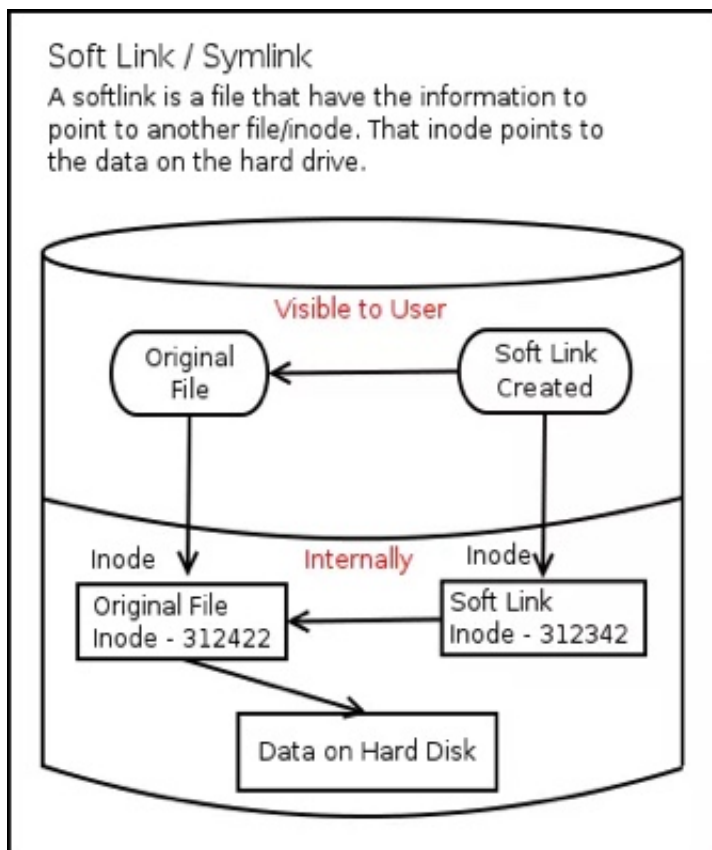 Soft Link / Symlink
A softlink is a file that have the information to
point to another file/inode. That inode points to
the data on the hard drive.
Visible to User
Original
File
Soft Link
Created
Inode
Internally
Inode
Original File
Inode - 312422
Soft Link
Inode - 312342
Data on Hard Disk